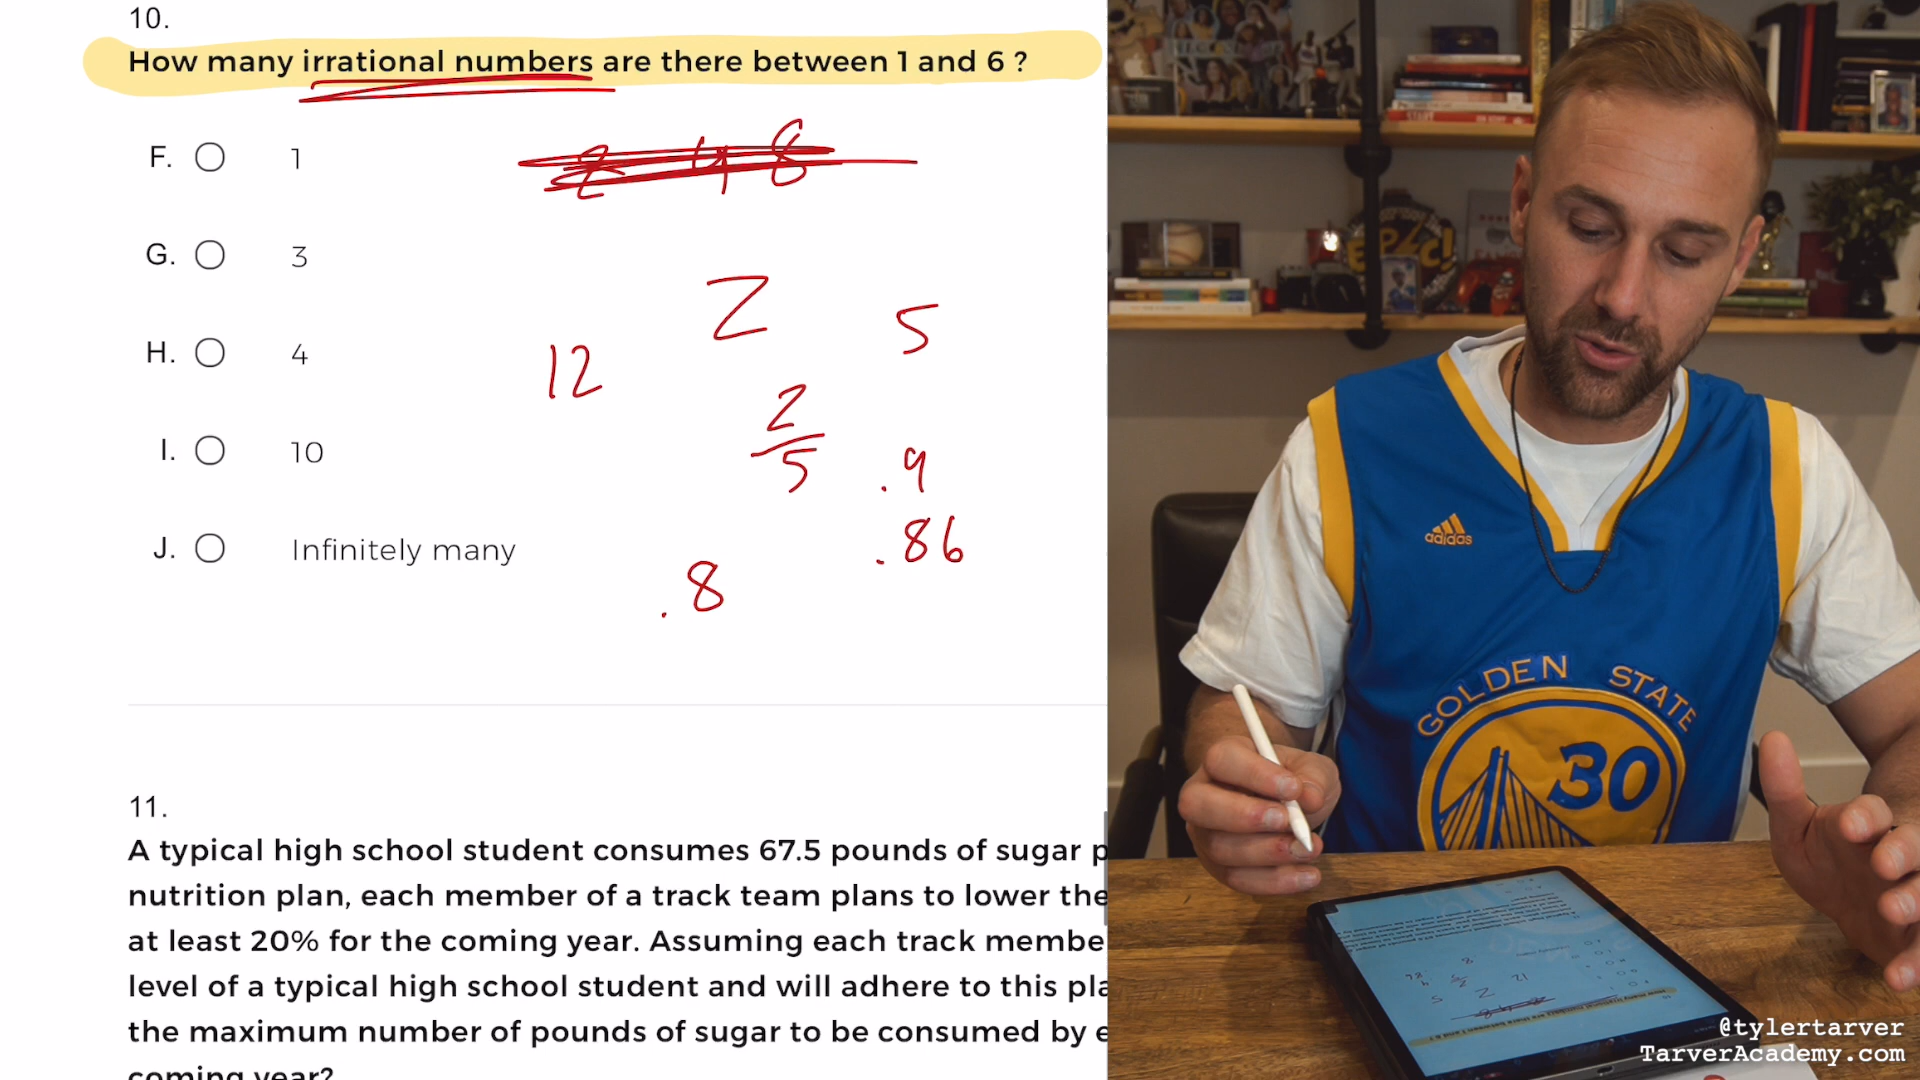 10.
How many irrational numbers are there between 1 and 6 ?
F. 1
2 4 8
G. 3
2 5
H. 4
12
2
5
I. 10
.9
J. Infinitely many
.86
.8
11.
A typical high school student consumes 67.5 pounds of sugar p
nutrition plan, each member of a track team plans to lower the
at least 20% for the coming year. Assuming each track membe
level of a typical high school student and will adhere to this pla
the maximum number of pounds of sugar to be consumed by e
coming year?
EPIC!
adidas
GOLDEN STATE
30
@tylertarver
TarverAcademy.com